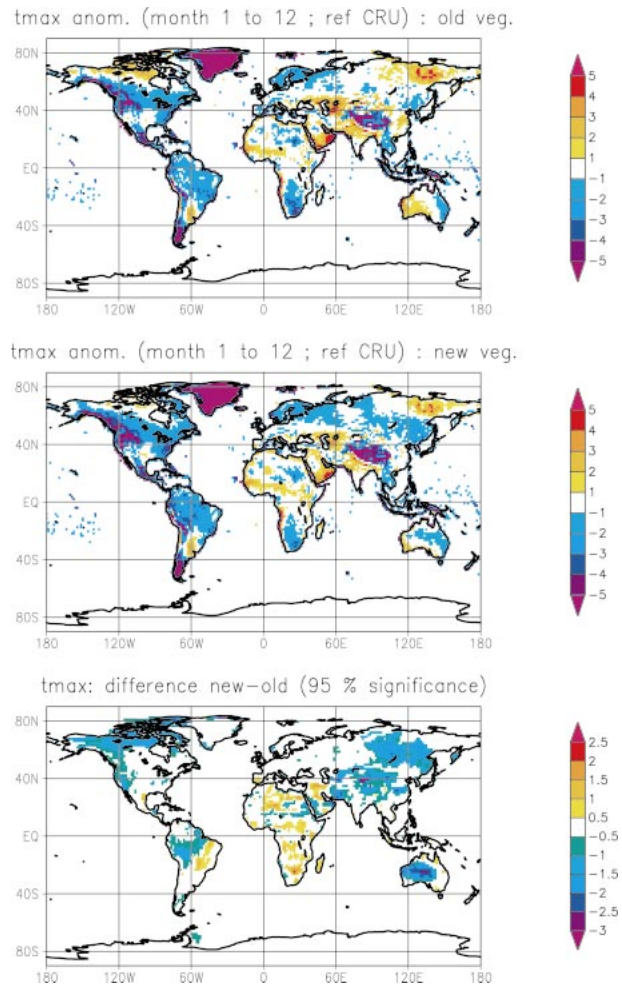 tmax anom. (month 1 to 12 ; ref CRU) : old veg.
80N
40N
EQ
40S
80S
180 120W 60W 0 60E 120E 180
5
4
3
2
1
-1
-2
-3
-4
-5
tmax anom. (month 1 to 12 ; ref CRU) : new veg.
80N
40N
EQ
40S
80S
180 120W 60W 0 60E 120E 180
5
4
3
2
1
-1
-2
-3
-4
-5
tmax: difference new-old (95 % significance)
80N
40N
EQ
40S
80S
180 120W 60W 0 60E 120E 180
2.5
2
1.5
1
0.5
-0.5
-1
-1.5
-2
-2.5
-3